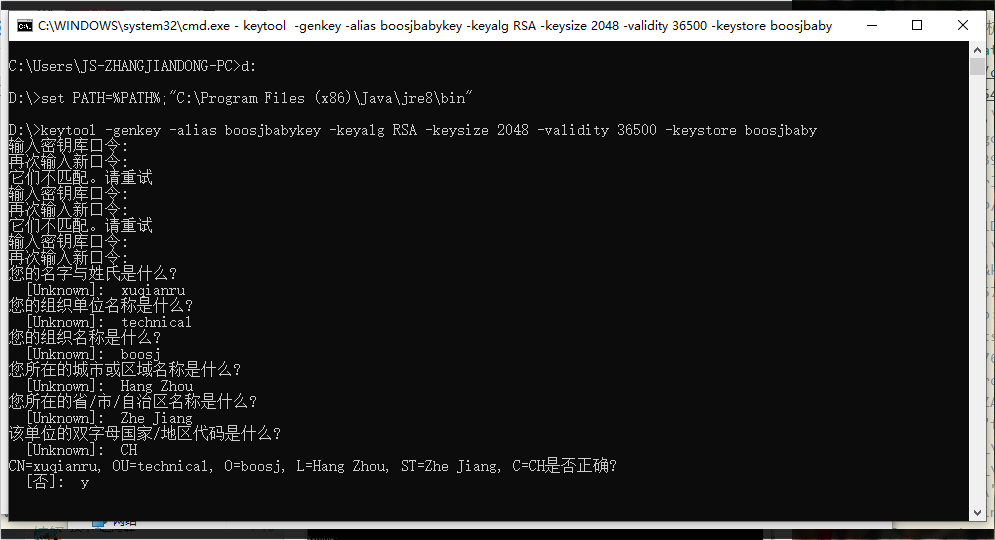 C:\WINDOWS\system32\cmd.exe - keytool  -genkey -alias boosjbabykey -keyalg RSA -keysize 2048 -validity 36500 -keystore boosjbaby
C:\Users\JS-ZHANGJIANDONG-PC>d:
D:\>set PATH=%PATH%;"C:\Program Files (x86)\Java\jre8\bin"
D:\>keytool -genkey -alias boosjbabykey -keyalg RSA -keysize 2048 -validity 36500 -keystore boosjbaby
输入密钥库口令:
再次输入新口令:
它们不匹配。请重试
输入密钥库口令:
再次输入新口令:
它们不匹配。请重试
输入密钥库口令:
再次输入新口令:
您的名字与姓氏是什么?
[Unknown]:  xuqianru
您的组织单位名称是什么?
[Unknown]:  technical
您的组织名称是什么?
[Unknown]:  boosj
您所在的城市或区域名称是什么?
[Unknown]:  Hang Zhou
您所在的省/市/自治区名称是什么?
[Unknown]:  Zhe Jiang
该单位的双字母国家/地区代码是什么?
[Unknown]:  CH
CN=xuqianru, OU=technical, O=boosj, L=Hang Zhou, ST=Zhe Jiang, C=CH是否正确?
[否]:  y